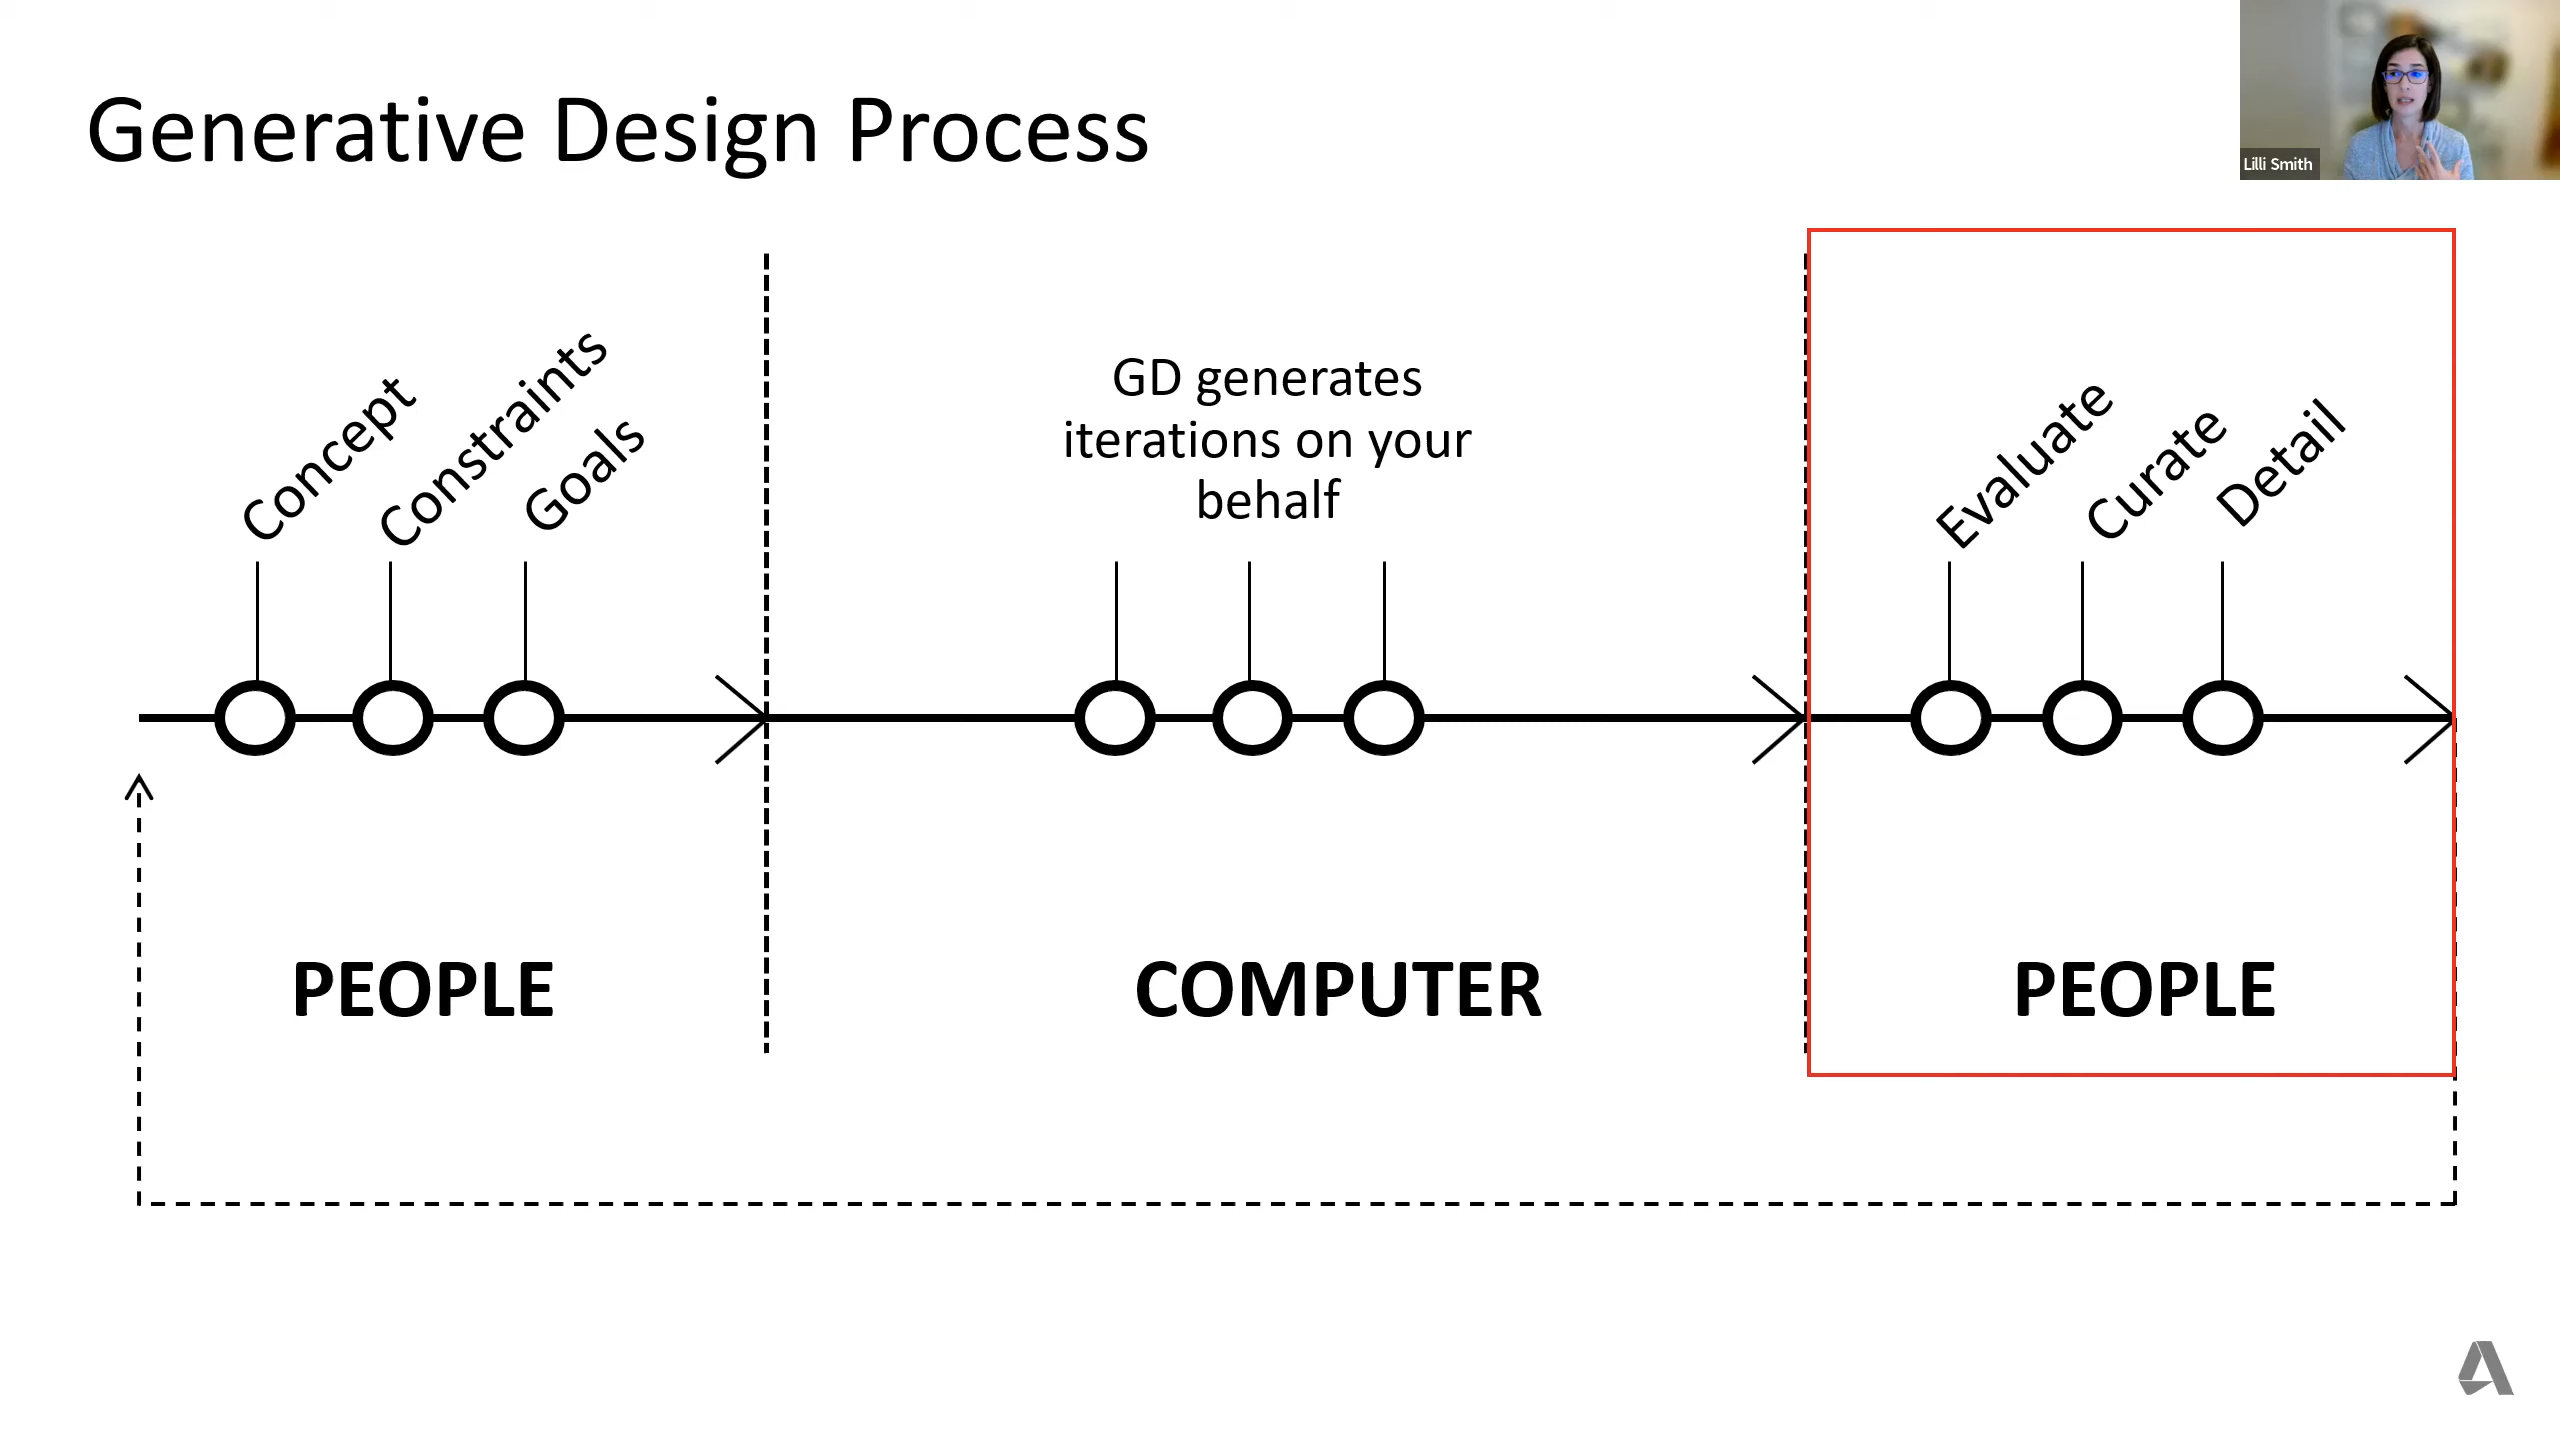 Generative Design Process
Lilli Smith
Concept
Constraints
Goals
GD generates
iterations on your
behalf
Evaluate
Curate
Detail
PEOPLE
COMPUTER
PEOPLE